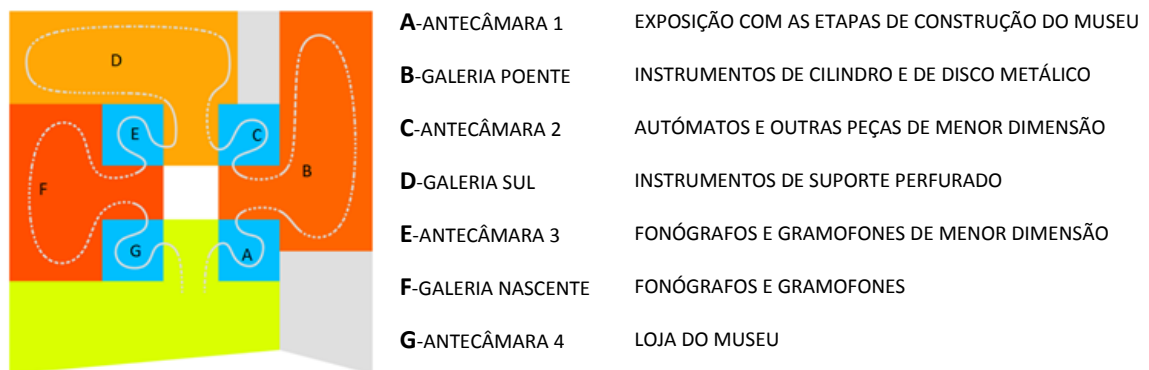 D
E
C
F
B
G
A
A-ANTECÂMARA 1 EXPOSIÇÃO COM AS ETAPAS DE CONSTRUÇÃO DO MUSEU
B-GALERIA POENTE INSTRUMENTOS DE CILINDRO E DE DISCO METÁLICO
C-ANTECÂMARA 2 AUTÓMATOS E OUTRAS PEÇAS DE MENOR DIMENSÃO
D-GALERIA SUL INSTRUMENTOS DE SUPORTE PERFURADO
E-ANTECÂMARA 3 FONÓGRAFOS E GRAMOFONES DE MENOR DIMENSÃO
F-GALERIA NASCENTE FONÓGRAFOS E GRAMOFONES
G-ANTECÂMARA 4 LOJA DO MUSEU